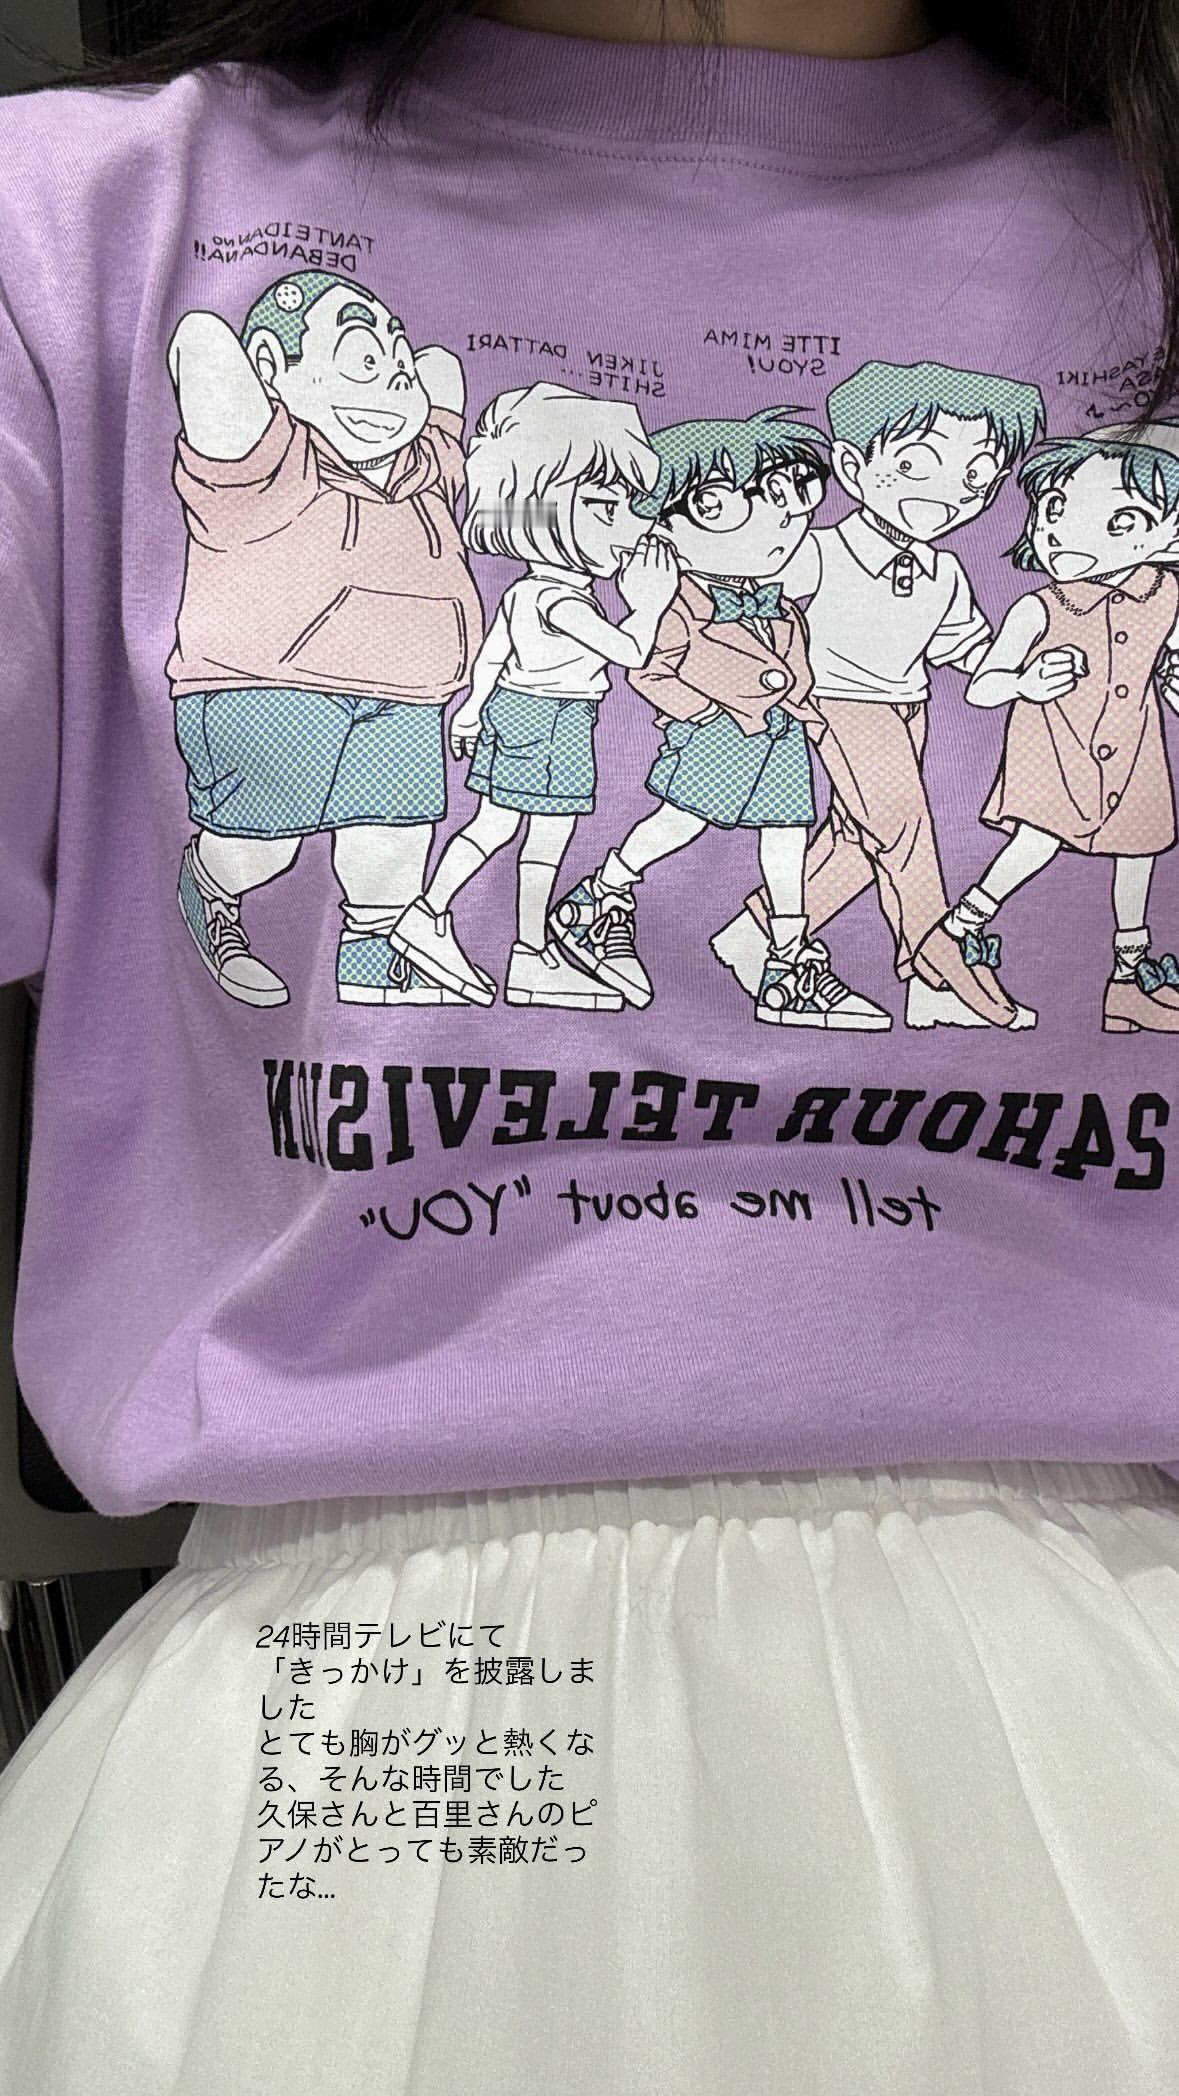 TANTEIDAN NO
DEBANDANA!!
JIKEN DATTARI
SHITE...
ITTE MIMA
SYOU!
YASHIKI
24HOUR TELEVISION
tell me about "YOU"
24時間テレビにて
「きっかけ」を披露しま
した
とても胸がグッと熱くな
る、そんな時間でした
久保さんと百里さんのピ
アノがとっても素敵だっ
たな...